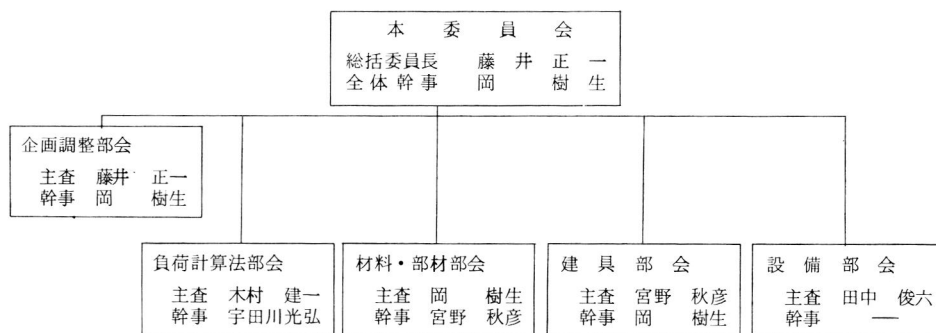 本委員会
総括委員長 藤井正一
全体幹事 岡樹生
企画調整部会
主査 藤井正一
幹事 岡樹生
負荷計算法部会
主査 木村建一
幹事 宇田川光弘
材料・部材部会
主査 岡樹生
幹事 宮野秋彦
建具部会
主査 宮野秋彦
幹事 岡樹生
設備部会
主査 田中俊六
幹事 ―